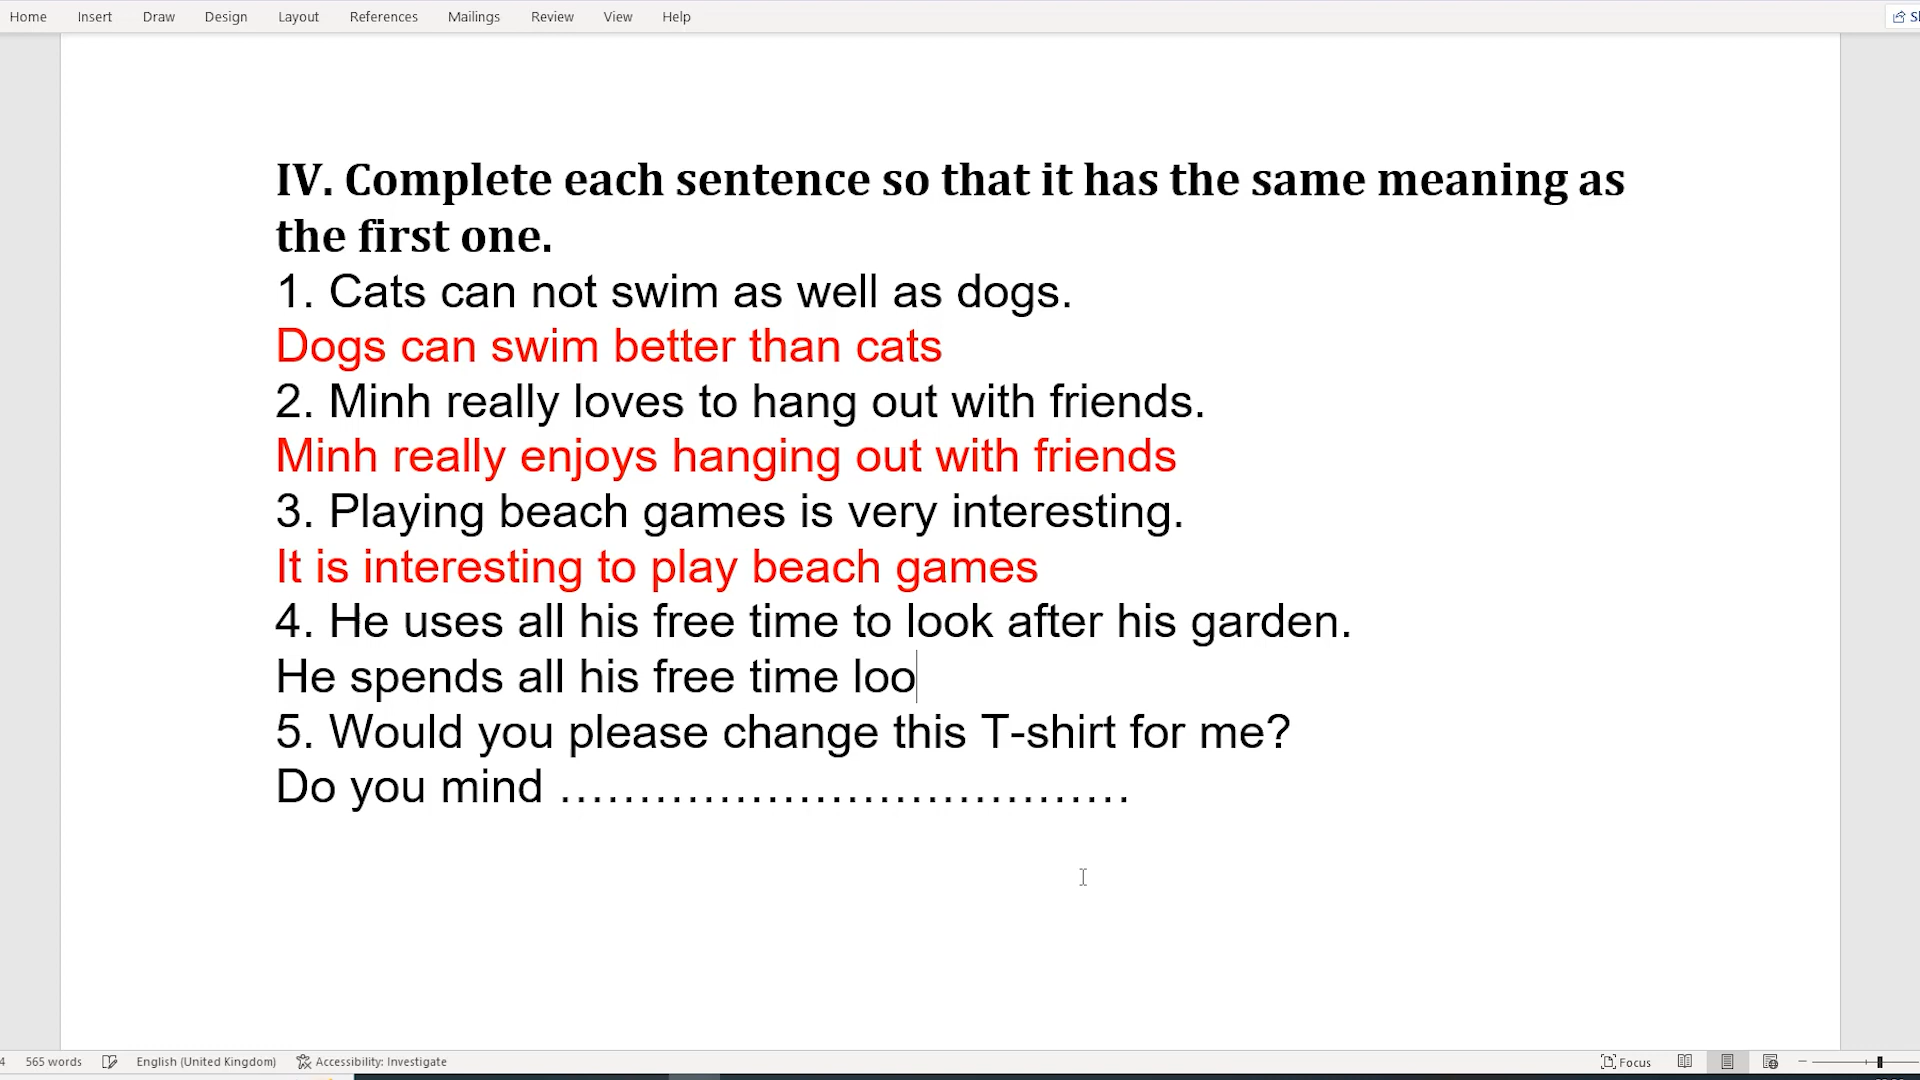 Home Insert Draw Design Layout References Mailings Review View Help
IV. Complete each sentence so that it has the same meaning as
the first one.
1. Cats can not swim as well as dogs.
Dogs can swim better than cats
2. Minh really loves to hang out with friends.
Minh really enjoys hanging out with friends
3. Playing beach games is very interesting.
It is interesting to play beach games
4. He uses all his free time to look after his garden.
He spends all his free time loo
5. Would you please change this T-shirt for me?
Do you mind ………………………………
4 565 words English (United Kingdom) Accessibility: Investigate Focus